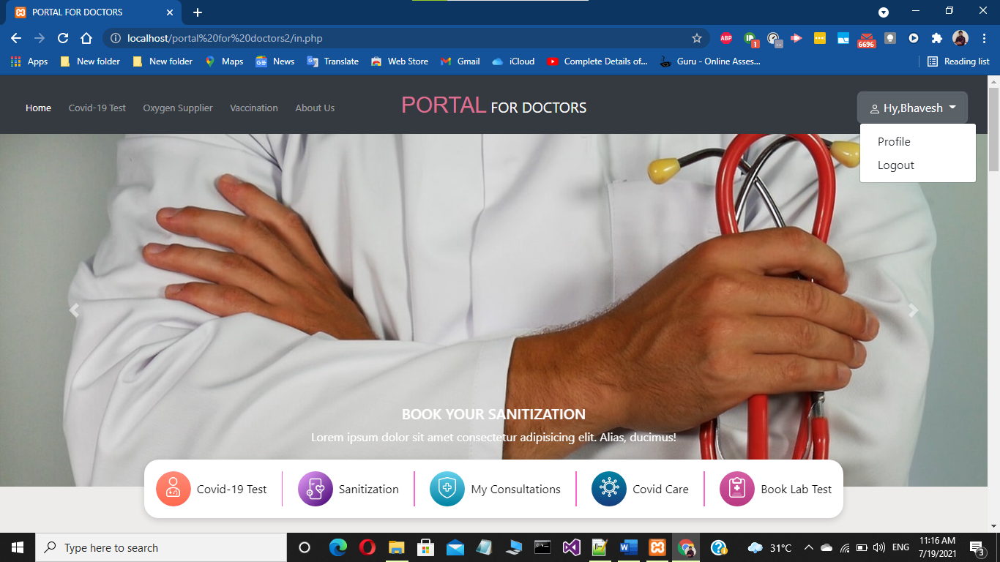 PORTAL FOR DOCTORS
localhost/portal%20for%20doctors2/in.php
ABP
1
--
6696
Apps
New folder
New folder
Maps
News
Translate
Web Store
Gmail
iCloud
Complete Details of...
Guru - Online Asses...
Reading list
Home
Covid-19 Test
Oxygen Supplier
Vaccination
About Us
PORTAL FOR DOCTORS
Hy,Bhavesh
Profile
Logout
BOOK YOUR SANITIZATION
Lorem ipsum dolor sit amet consectetur adipisicing elit. Alias, ducimus!
Covid-19 Test
Sanitization
My Consultations
Covid Care
Book Lab Test
Type here to search
31°C
ENG
11:16 AM
7/19/2021
3